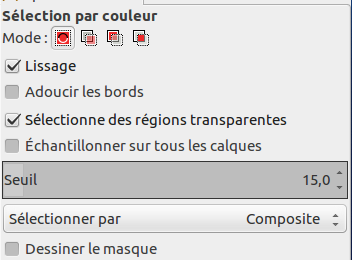 Sélection par couleur
Mode :
Lissage
Adoucir les bords
Sélectionne des régions transparentes
Échantillonner sur tous les calques
Seuil 15,0
Sélectionner par Composite
Dessiner le masque